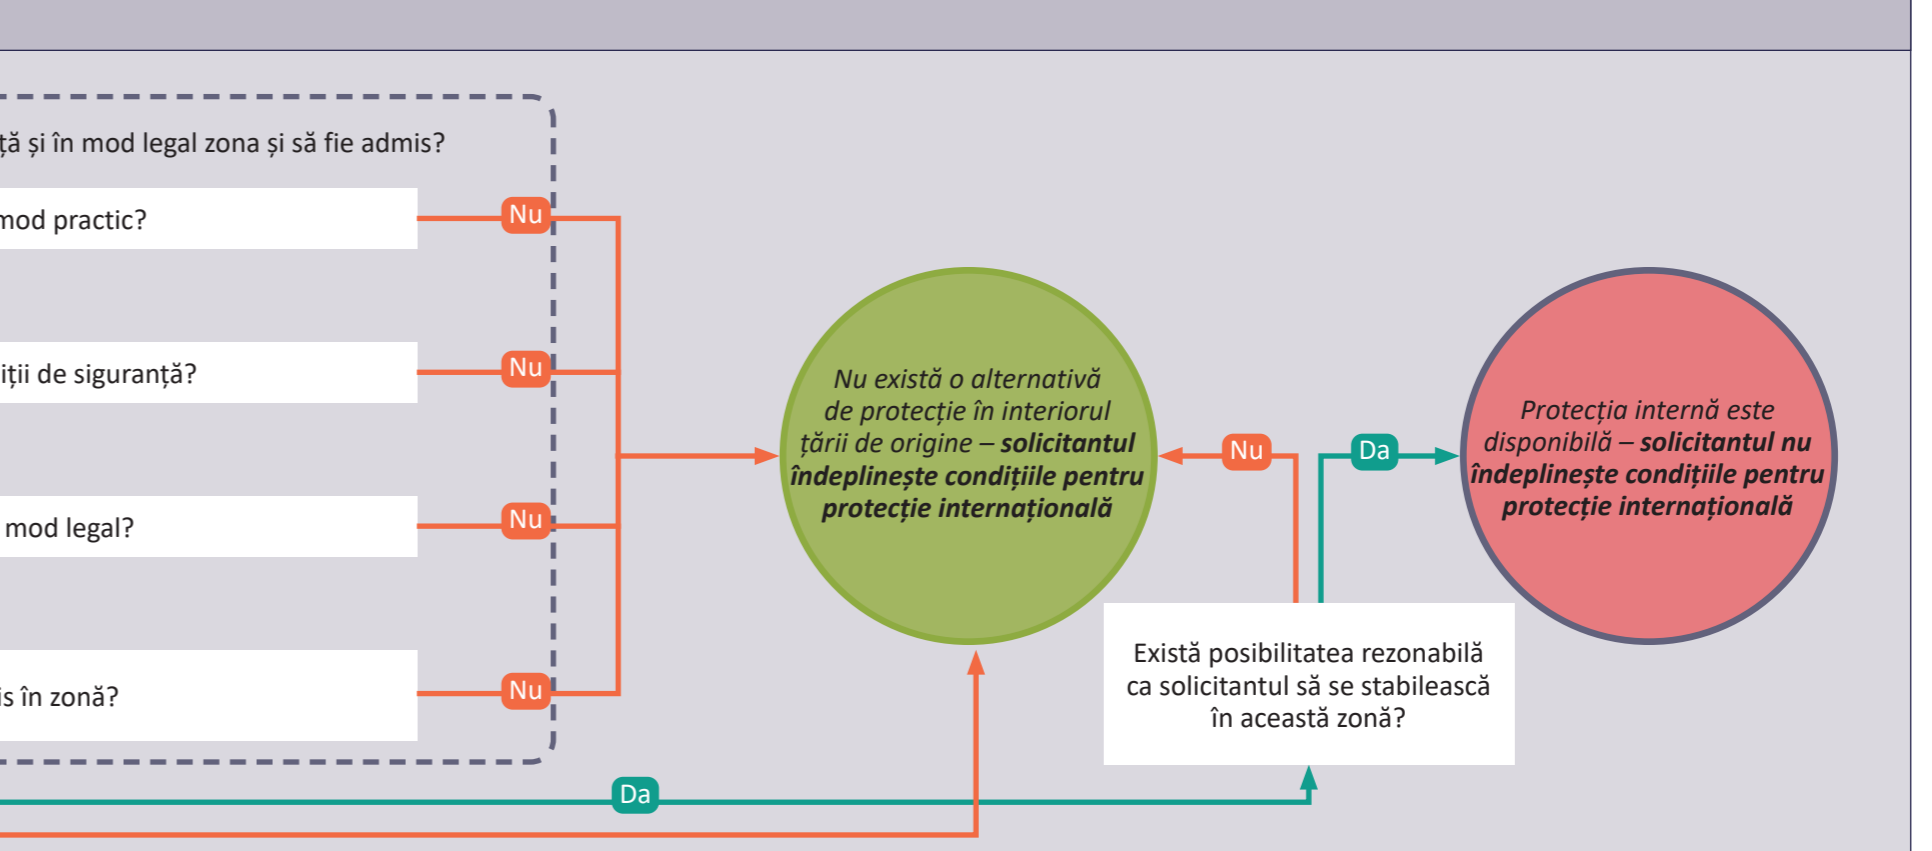 și în mod legal zona și să fie admis?
mod practic?
Nu
de siguranță?
Nu
mod legal?
Nu
în zonă?
Nu
Nu există o alternativă
de protecție în interiorul
țării de origine – solicitantul
îndeplinește condițiile pentru
protecție internațională
Nu
Da
Protecția internă este
disponibilă – solicitantul nu
îndeplinește condițiile pentru
protecție internațională
Există posibilitatea rezonabilă
ca solicitantul să se stabilească
în această zonă?
Da